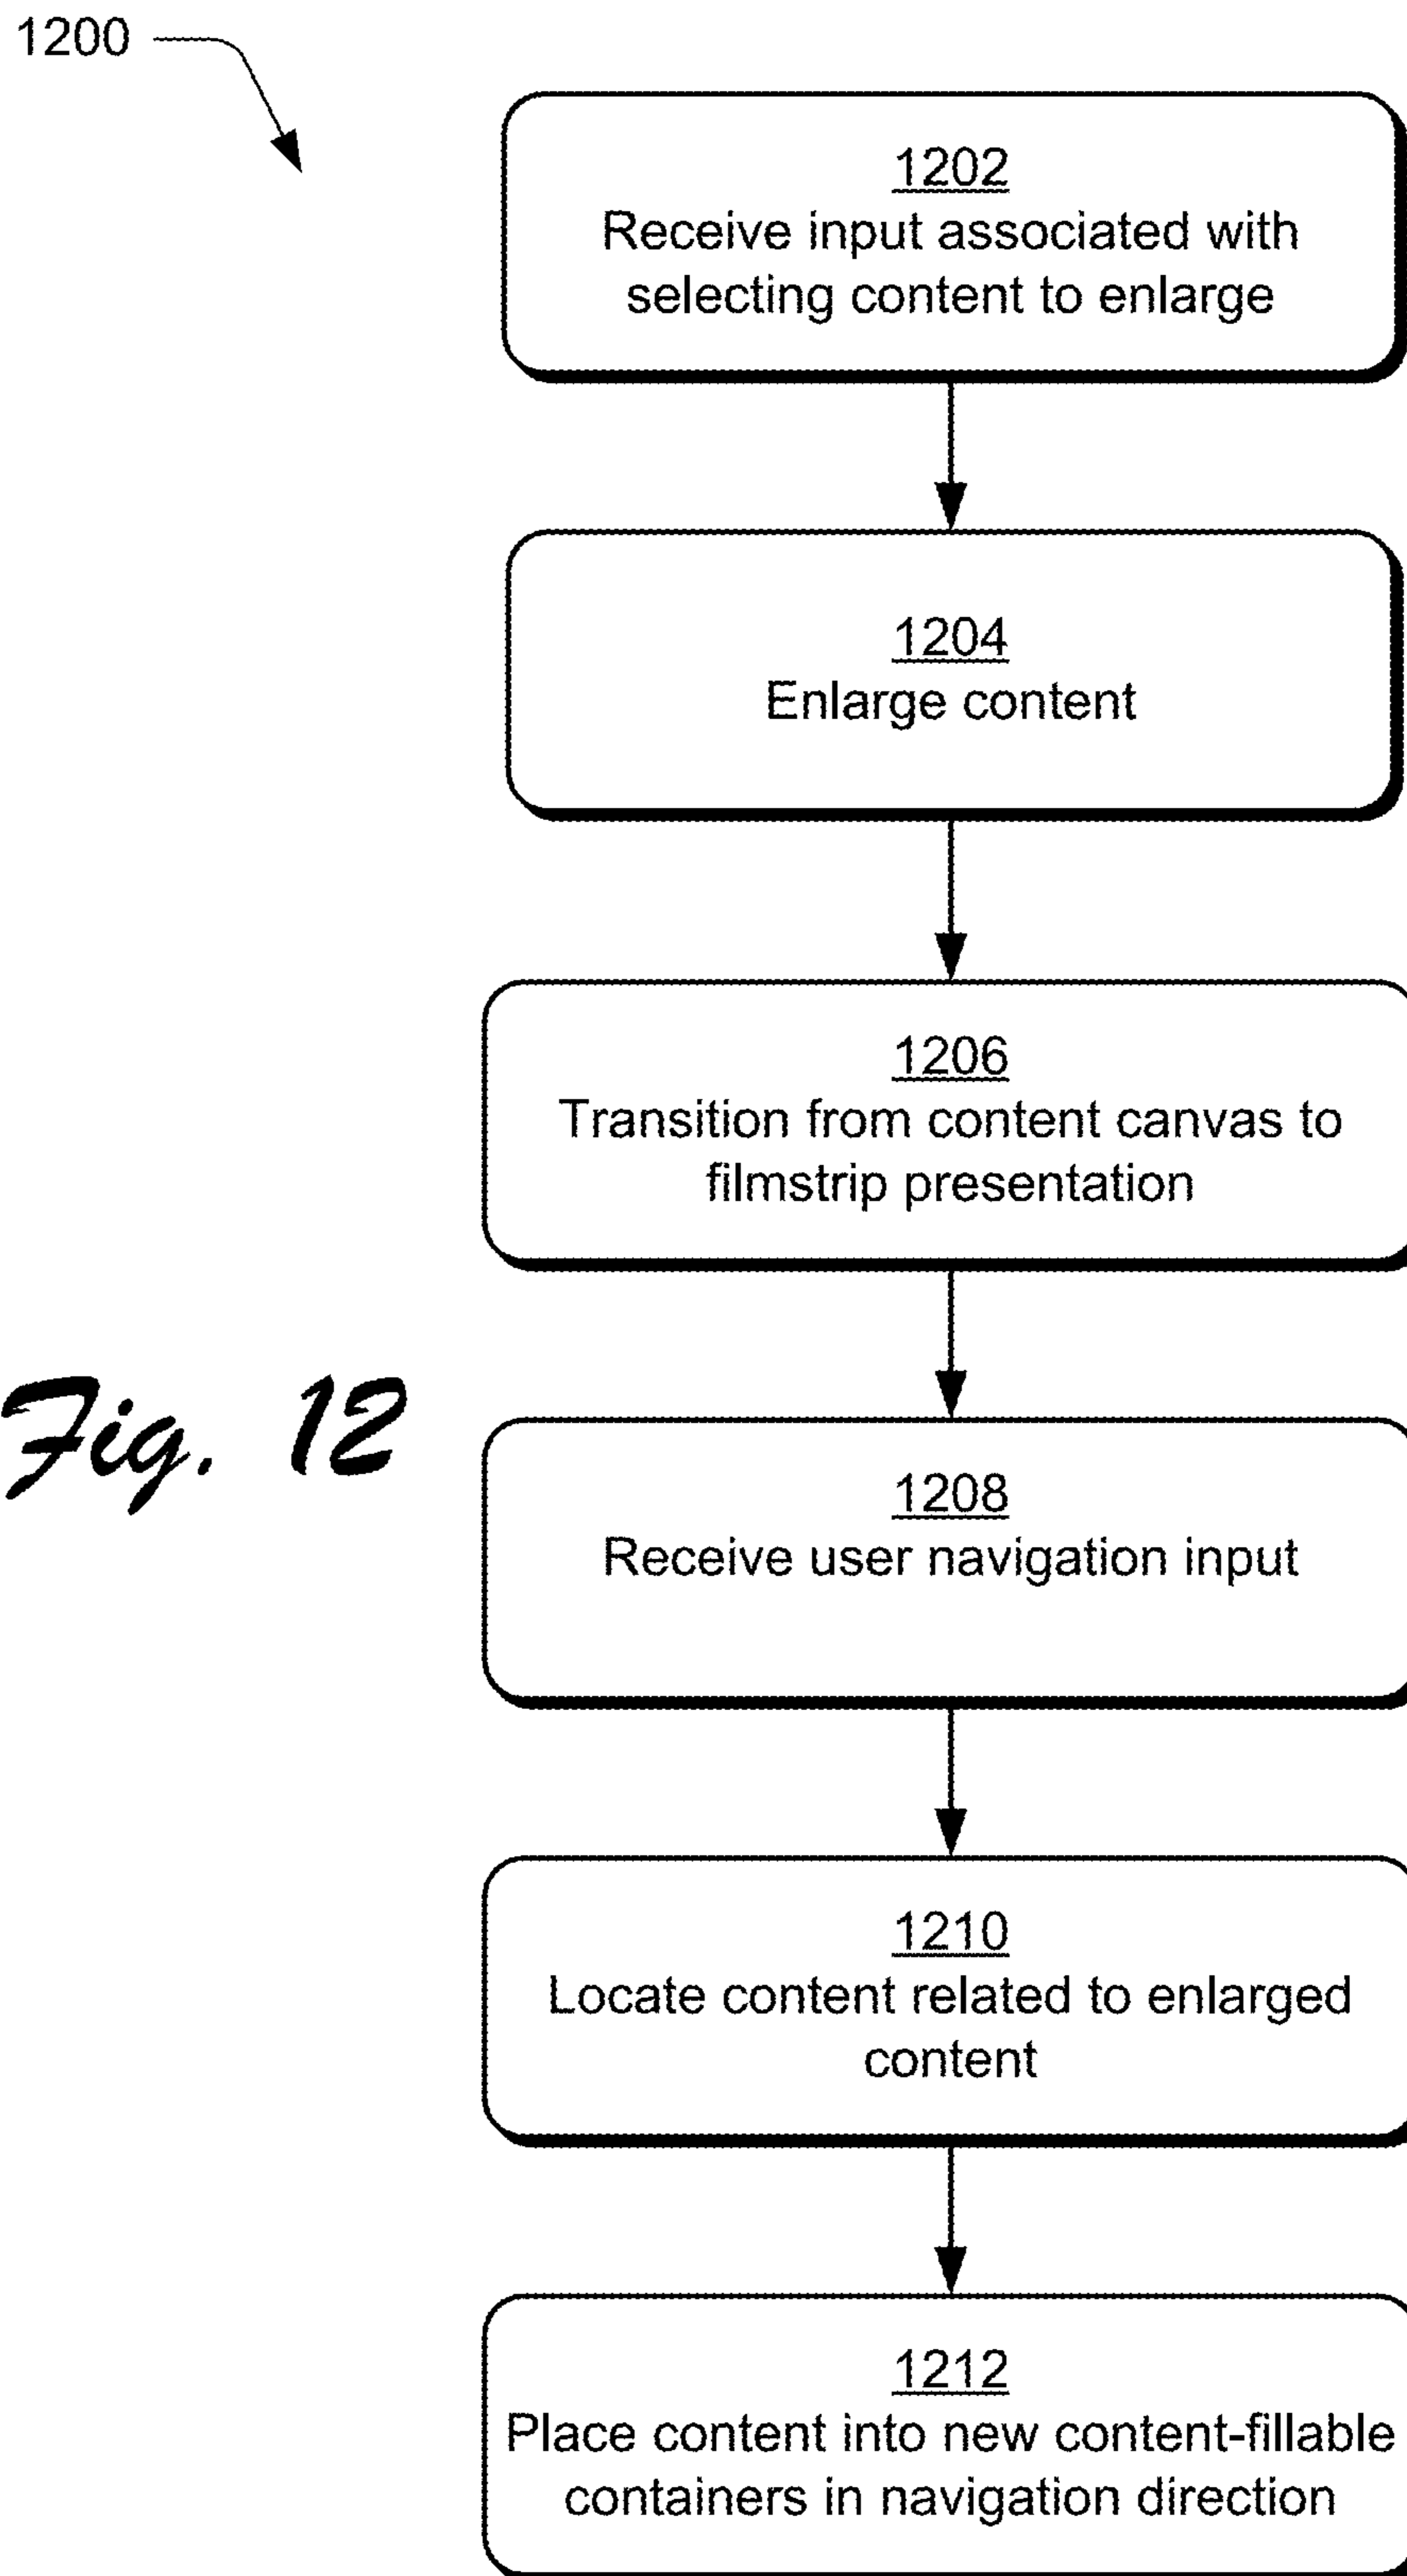 1200
1202
Receive input associated with
selecting content to enlarge
1204
Enlarge content
1206
Transition from content canvas to
filmstrip presentation
Fig. 12
1208
Receive user navigation input
1210
Locate content related to enlarged
content
1212
Place content into new content-fillable
containers in navigation direction